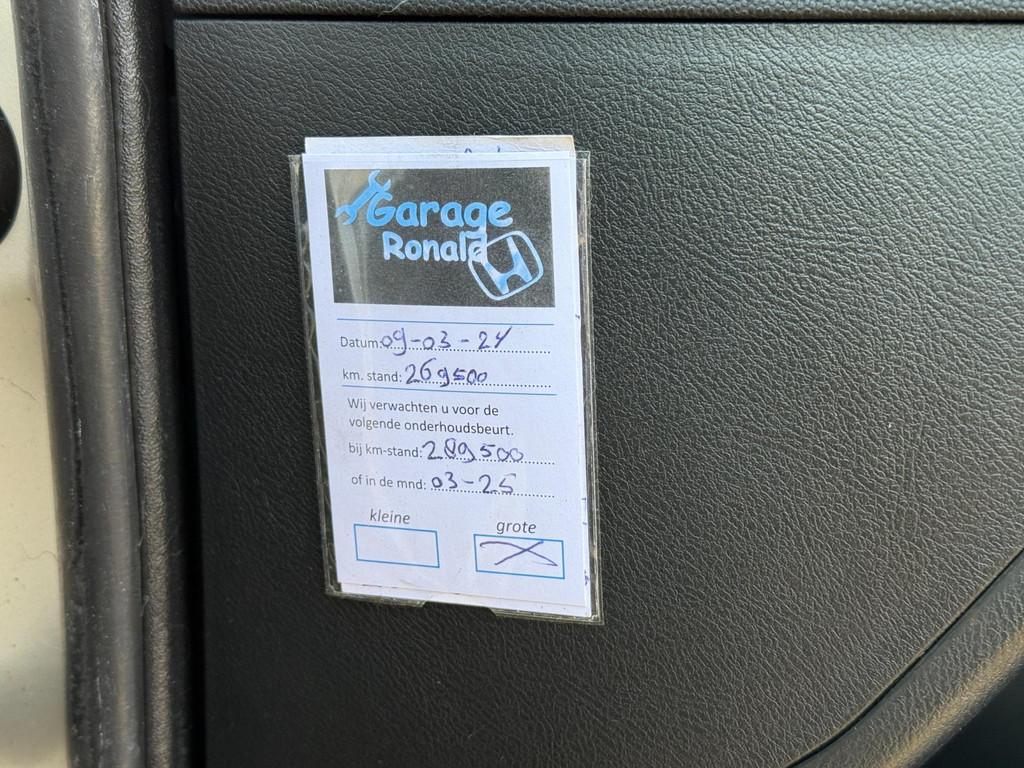 Garage
Ronald
Datum: 09-03-24
km. stand: 269500
Wij verwachten u voor de
volgende onderhoudsbeurt.
bij km-stand: 289500
of in de mnd: 03-25
kleine grote